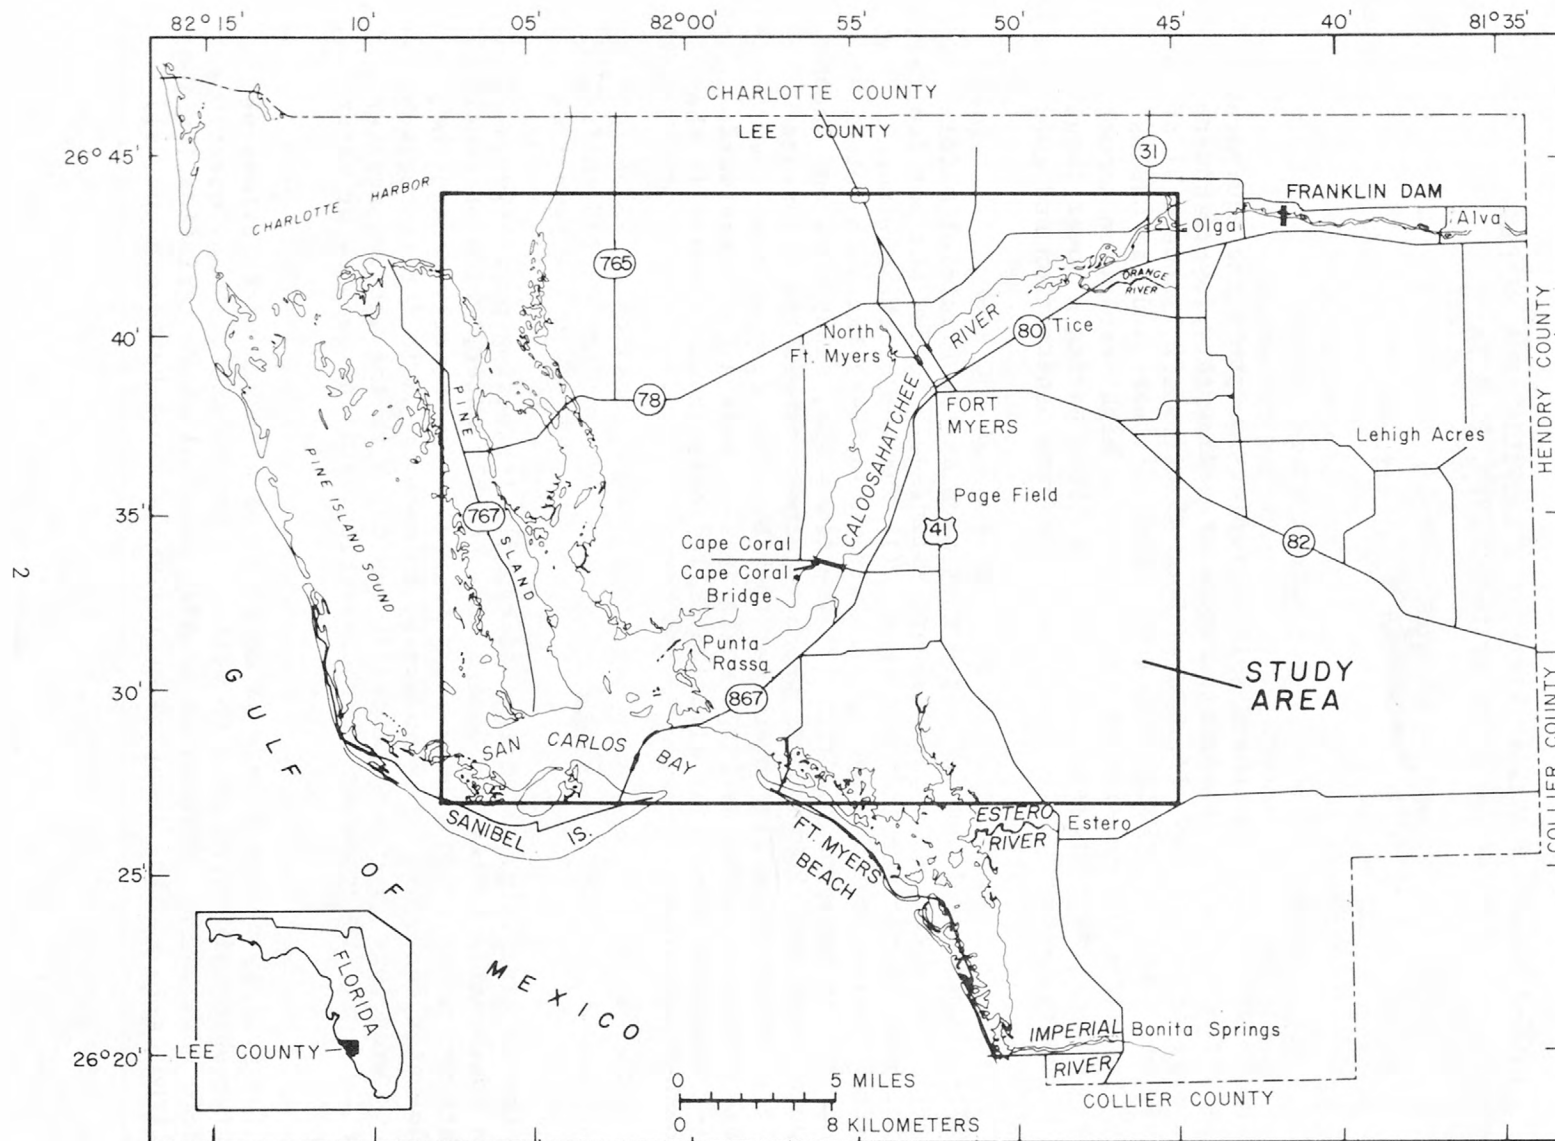 82°15' 10' 05' 82°00' 55' 50' 45' 40' 81°35'
CHARLOTTE COUNTY
LEE COUNTY
31
26°45'
CHARLOTTE HARBOR
FRANKLIN DAM
Olga
Alva
765
ORANGE
RIVER
HENDRY COUNTY
40'
North
Ft. Myers
RIVER
80
Tice
78
PINE
ISLAND
CALOOSAHATCHEE
FORT
MYERS
Lehigh Acres
PINE ISLAND SOUND
Page Field
35'
767
41
82
Cape Coral
Cape Coral
Bridge
2
Punta
Rassa
STUDY
AREA
30'
867
COLLIER COUNTY
GULF
OF
MEXICO
SAN CARLOS
BAY
SANIBEL IS.
FT. MYERS
BEACH
ESTERO
RIVER
Estero
25'
FLORIDA
LEE COUNTY
26°20'
IMPERIAL
RIVER
Bonita Springs
COLLIER COUNTY
0 5 MILES
0 8 KILOMETERS